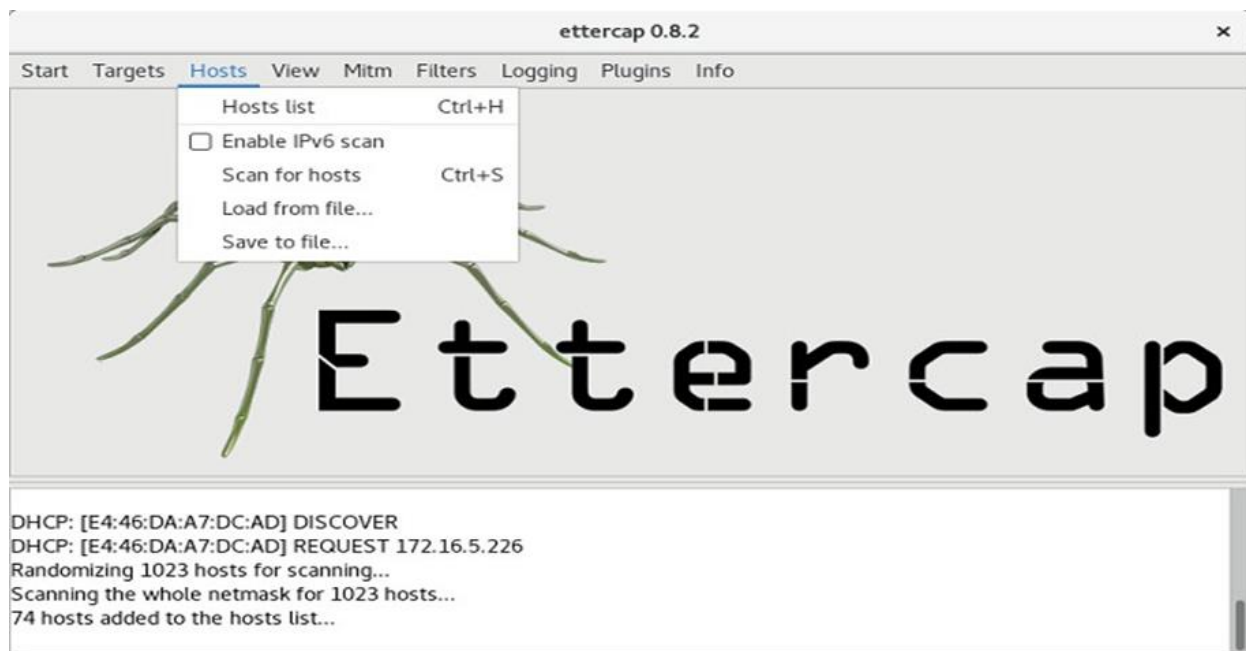 ettercap 0.8.2 ×
Start Targets Hosts View Mitm Filters Logging Plugins Info
Hosts list Ctrl+H
Enable IPv6 scan
Scan for hosts Ctrl+S
Load from file...
Save to file...
Ettercap
DHCP: [E4:46:DA:A7:DC:AD] DISCOVER
DHCP: [E4:46:DA:A7:DC:AD] REQUEST 172.16.5.226
Randomizing 1023 hosts for scanning...
Scanning the whole netmask for 1023 hosts...
74 hosts added to the hosts list...